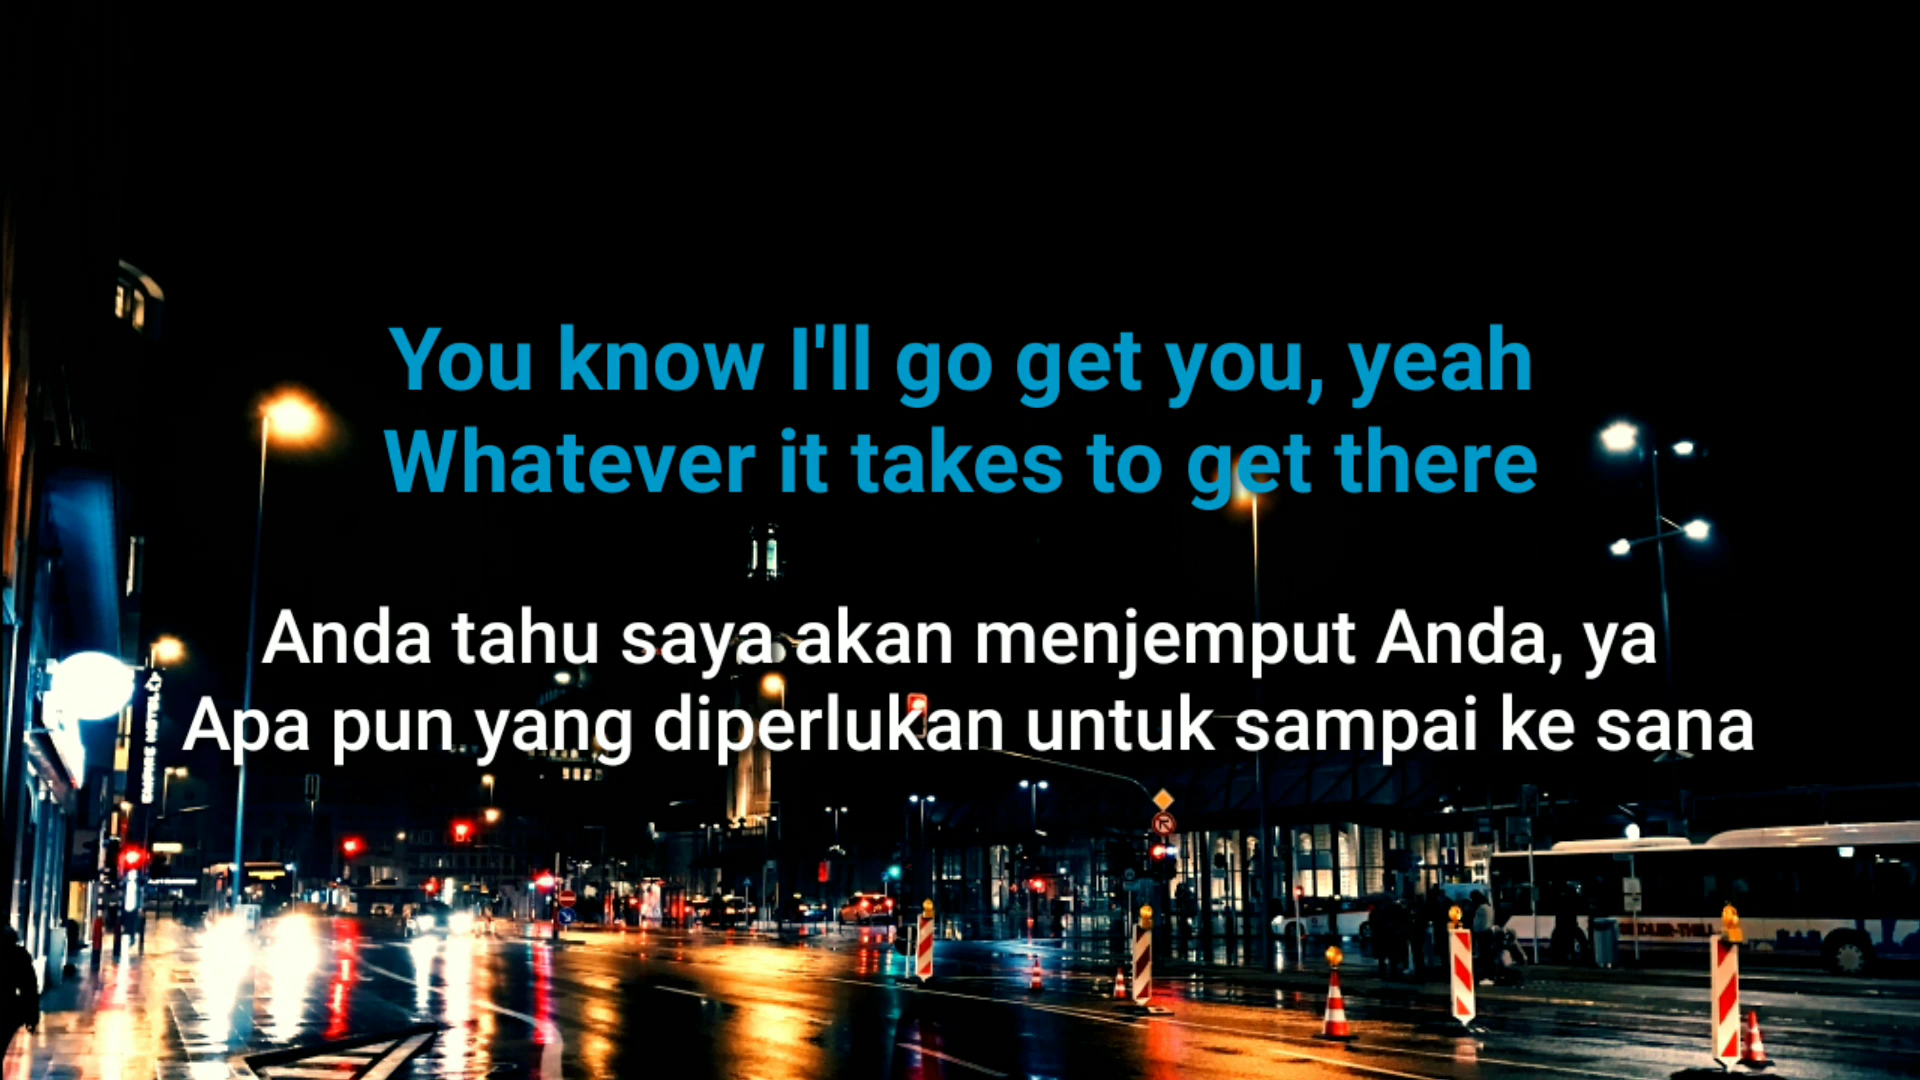 You know I'll go get you, yeah
Whatever it takes to get there
Anda tahu saya akan menjemput Anda, ya
Apa pun yang diperlukan untuk sampai ke sana